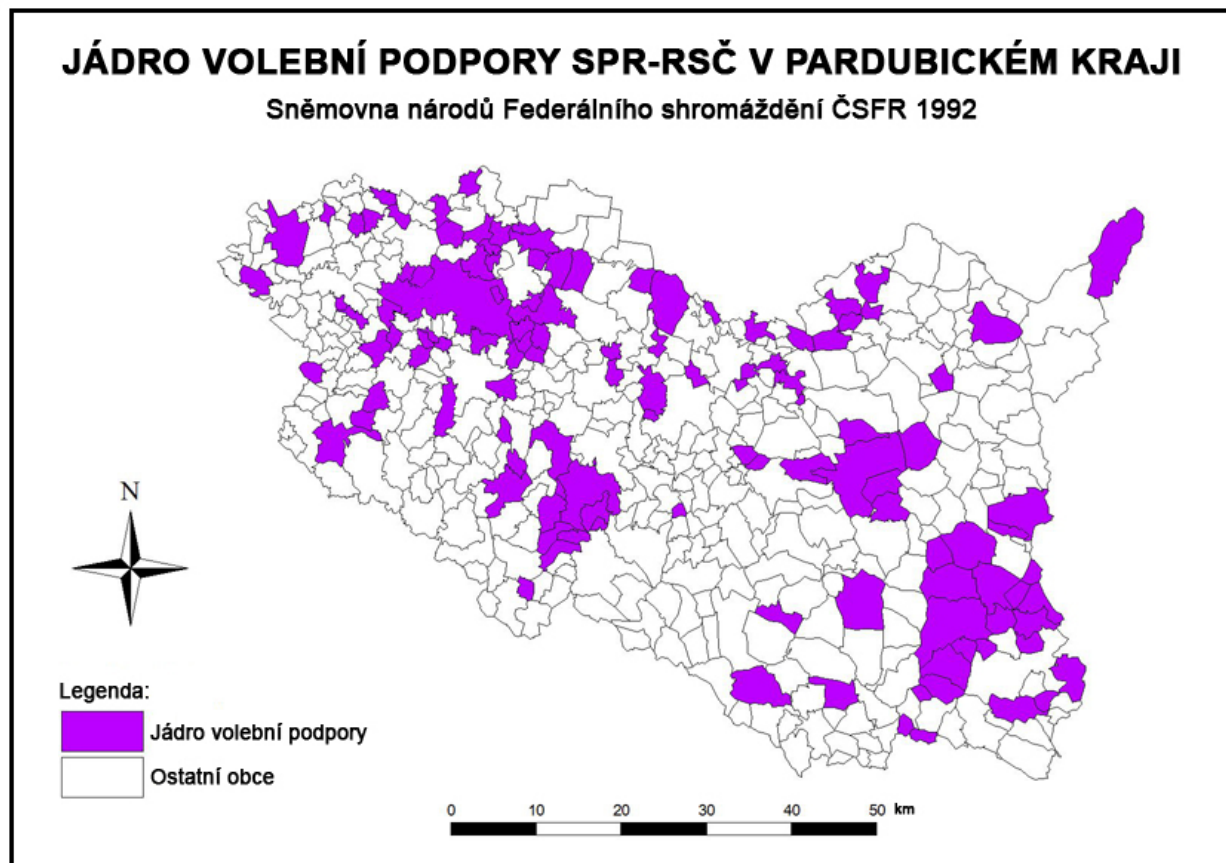 JÁDRO VOLEBNÍ PODPORY SPR-RSČ V PARDUBICKÉM KRAJI
Sněmovna národů Federálního shromáždění ČSFR 1992
N
Legenda:
Jádro volební podpory
Ostatní obce
0 10 20 30 40 50 km